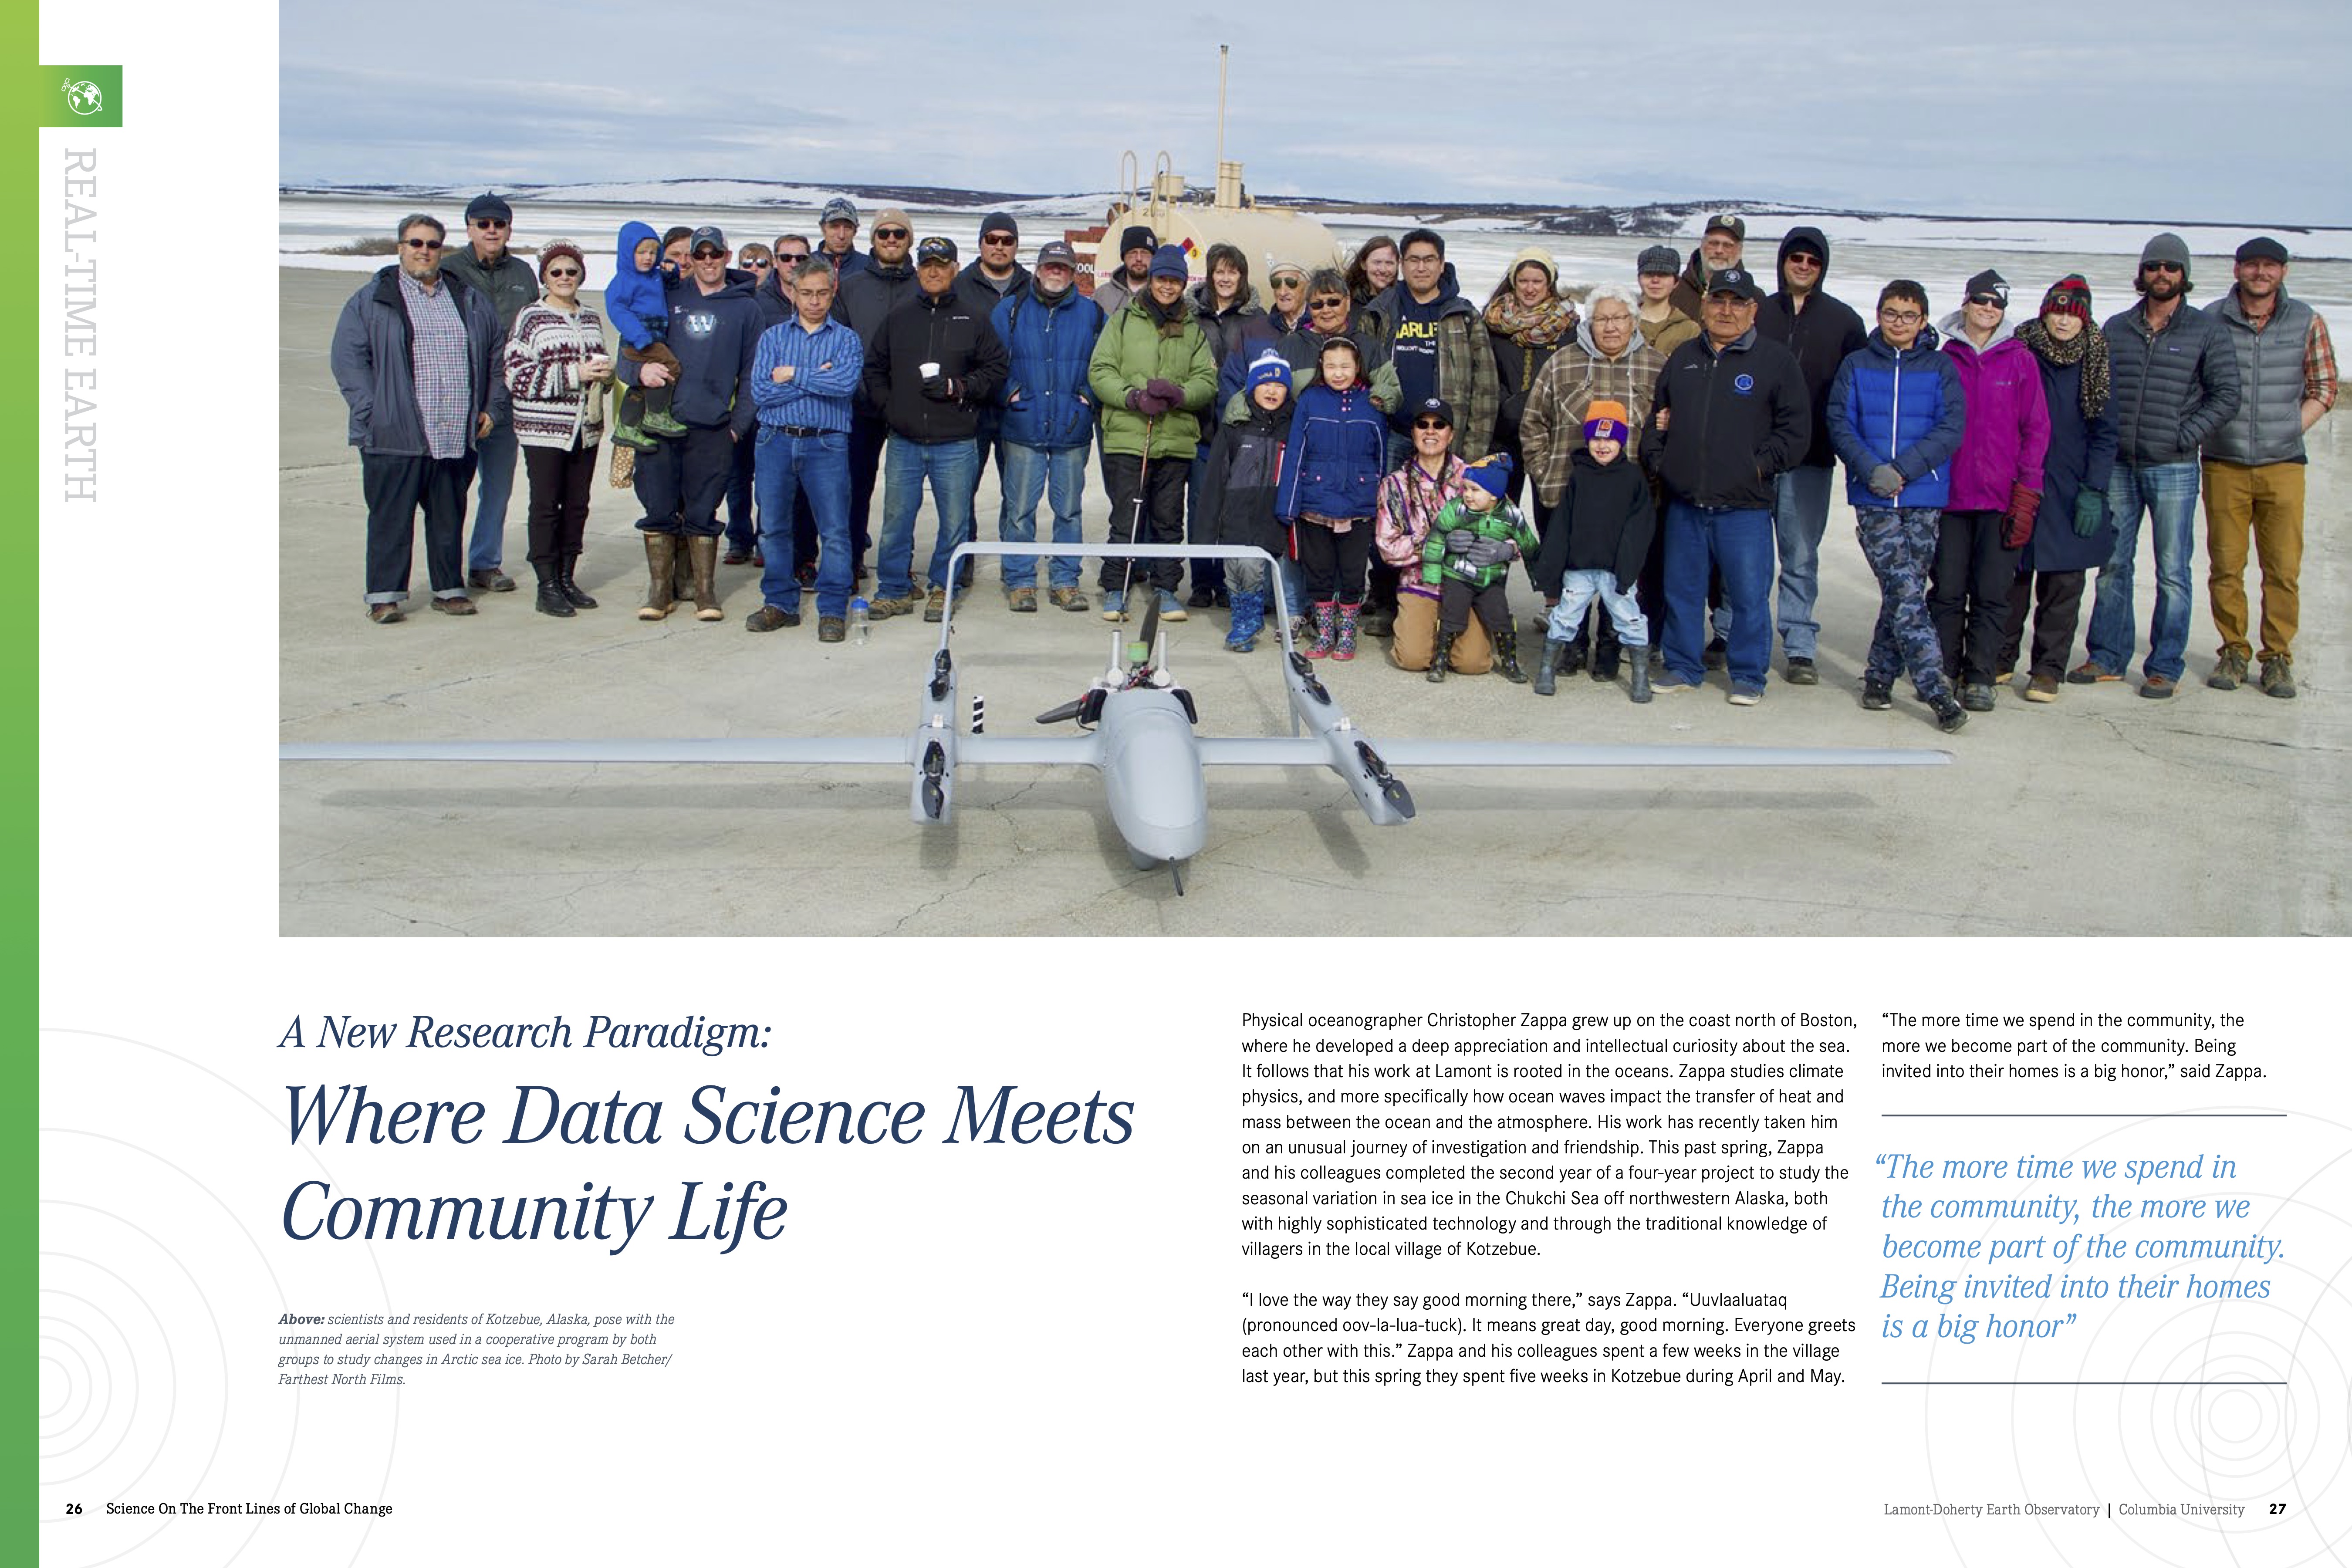 REAL-TIME EARTH
W
A New Research Paradigm:
Where Data Science Meets
Community Life
Above: scientists and residents of Kotzebue, Alaska, pose with the
unmanned aerial system used in a cooperative program by both
groups to study changes in Arctic sea ice. Photo by Sarah Betcher/
Farthest North Films.
Physical oceanographer Christopher Zappa grew up on the coast north of Boston,
where he developed a deep appreciation and intellectual curiosity about the sea.
It follows that his work at Lamont is rooted in the oceans. Zappa studies climate
physics, and more specifically how ocean waves impact the transfer of heat and
mass between the ocean and the atmosphere. His work has recently taken him
on an unusual journey of investigation and friendship. This past spring, Zappa
and his colleagues completed the second year of a four-year project to study the
seasonal variation in sea ice in the Chukchi Sea off northwestern Alaska, both
with highly sophisticated technology and through the traditional knowledge of
villagers in the local village of Kotzebue.
“I love the way they say good morning there,” says Zappa. “Uuvlaaluataq
(pronounced oov-la-lua-tuck). It means great day, good morning. Everyone greets
each other with this.” Zappa and his colleagues spent a few weeks in the village
last year, but this spring they spent five weeks in Kotzebue during April and May.
“The more time we spend in the community, the
more we become part of the community. Being
invited into their homes is a big honor,” said Zappa.
“The more time we spend in
the community, the more we
become part of the community.
Being invited into their homes
is a big honor”
26 Science On The Front Lines of Global Change
Lamont-Doherty Earth Observatory | Columbia University 27